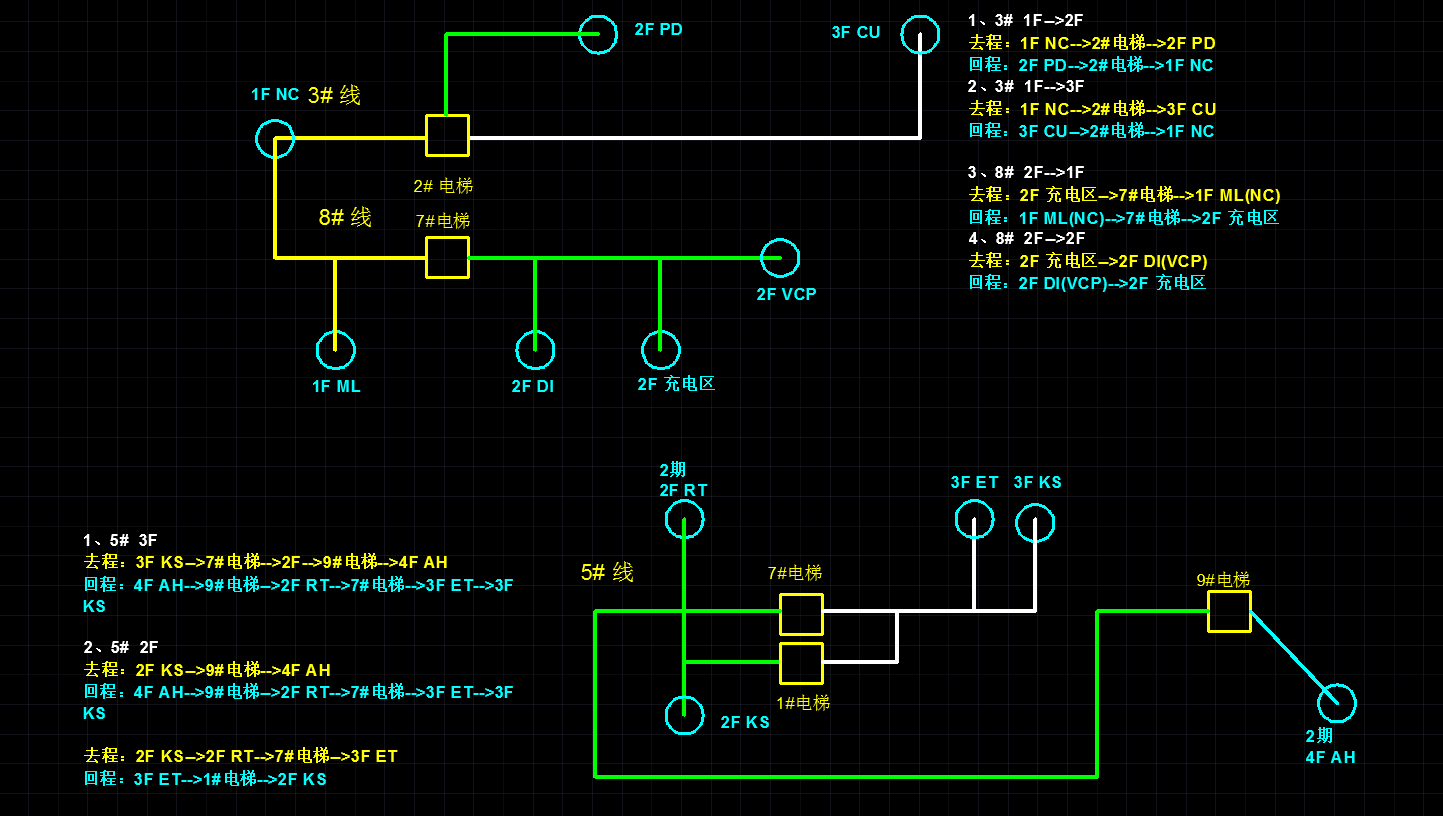 2F PD
3F CU
1F NC
3# 线
2# 电梯
8# 线
7#电梯
2F VCP
1F ML
2F DI
2F 充电区
1、3# 1F-->2F
去程：1F NC-->2#电梯-->2F PD
回程：2F PD-->2#电梯-->1F NC
2、3# 1F-->3F
去程：1F NC-->2#电梯-->3F CU
回程：3F CU-->2#电梯-->1F NC
3、8# 2F-->1F
去程：2F 充电区-->7#电梯-->1F ML(NC)
回程：1F ML(NC)-->7#电梯-->2F 充电区
4、8# 2F-->2F
去程：2F 充电区-->2F DI(VCP)
回程：2F DI(VCP)-->2F 充电区
1、5# 3F
去程：3F KS-->7#电梯-->2F-->9#电梯-->4F AH
回程：4F AH-->9#电梯-->2F RT-->7#电梯-->3F ET-->3F
KS
2、5# 2F
去程：2F KS-->9#电梯-->4F AH
回程：4F AH-->9#电梯-->2F RT-->7#电梯-->3F ET-->3F
KS
去程：2F KS-->2F RT-->7#电梯-->3F ET
回程：3F ET-->1#电梯-->2F KS
2期
2F RT
3F ET
3F KS
5# 线
7#电梯
9#电梯
1#电梯
2F KS
2期
4F AH